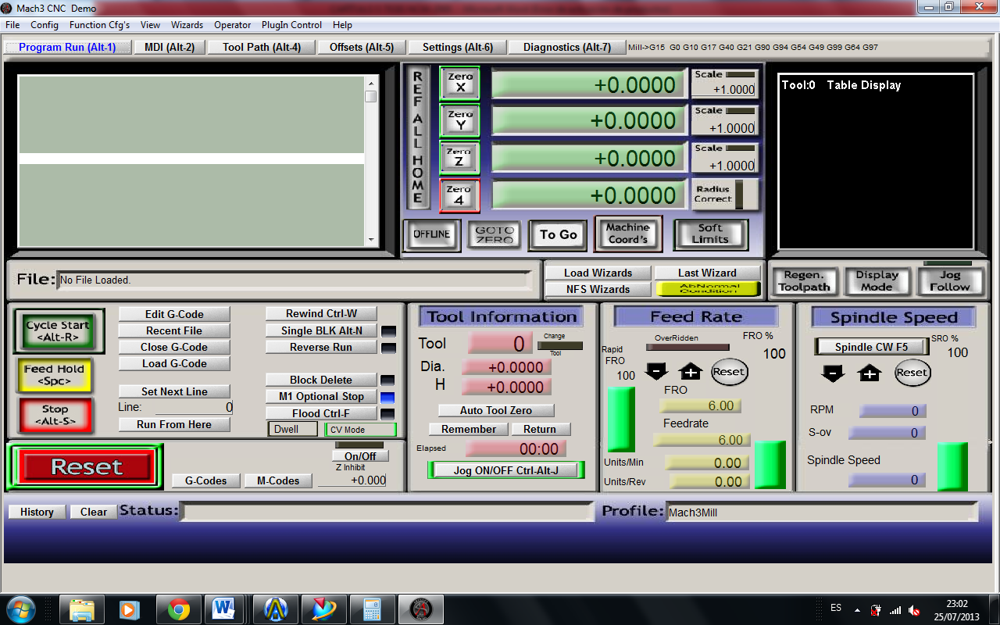 Mach3 CNC Demo
File Config Function Cfg's View Wizards Operator PlugIn Control Help
Program Run (Alt-1) MDI (Alt-2) Tool Path (Alt-4) Offsets (Alt-5) Settings (Alt-6) Diagnostics (Alt-7) Mill->G15 G0 G10 G17 G40 G21 G90 G94 G54 G49 G99 G64 G97
REF ALL HOME
Zero X +0.0000 Scale +1.0000
Zero Y +0.0000 Scale +1.0000
Zero Z +0.0000 Scale +1.0000
Zero 4 +0.0000 Radius Correct
OFFLINE GOTO ZERO To Go Machine Coord's Soft Limits
Tool:0 Table Display
File: No File Loaded.
Load Wizards Last Wizard
NFS Wizards AbNormal Condition
Regen. Toolpath Display Mode Jog Follow
Cycle Start <Alt-R>
Feed Hold <Spc>
Stop <Alt-S>
Edit G-Code
Recent File
Close G-Code
Load G-Code
Set Next Line
Line: 0
Run From Here
Rewind Ctrl-W
Single BLK Alt-N
Reverse Run
Block Delete
M1 Optional Stop
Flood Ctrl-F
Dwell CV Mode
Reset
G-Codes M-Codes
On/Off
Z Inhibit
+0.000
Tool Information
Tool 0 Change Tool
Dia. +0.0000
H +0.0000
Auto Tool Zero
Remember Return
Elapsed 00:00
Jog ON/OFF Ctrl-Alt-J
Feed Rate
OverRidden FRO %
100
Rapid FRO
100
Reset
FRO
6.00
Feedrate
6.00
Units/Min 0.00
Units/Rev 0.00
Spindle Speed
Spindle CW F5 SRO %
100
Reset
RPM 0
S-ov 0
Spindle Speed
0
History Clear Status: Profile: Mach3Mill
ES
23:02
25/07/2013